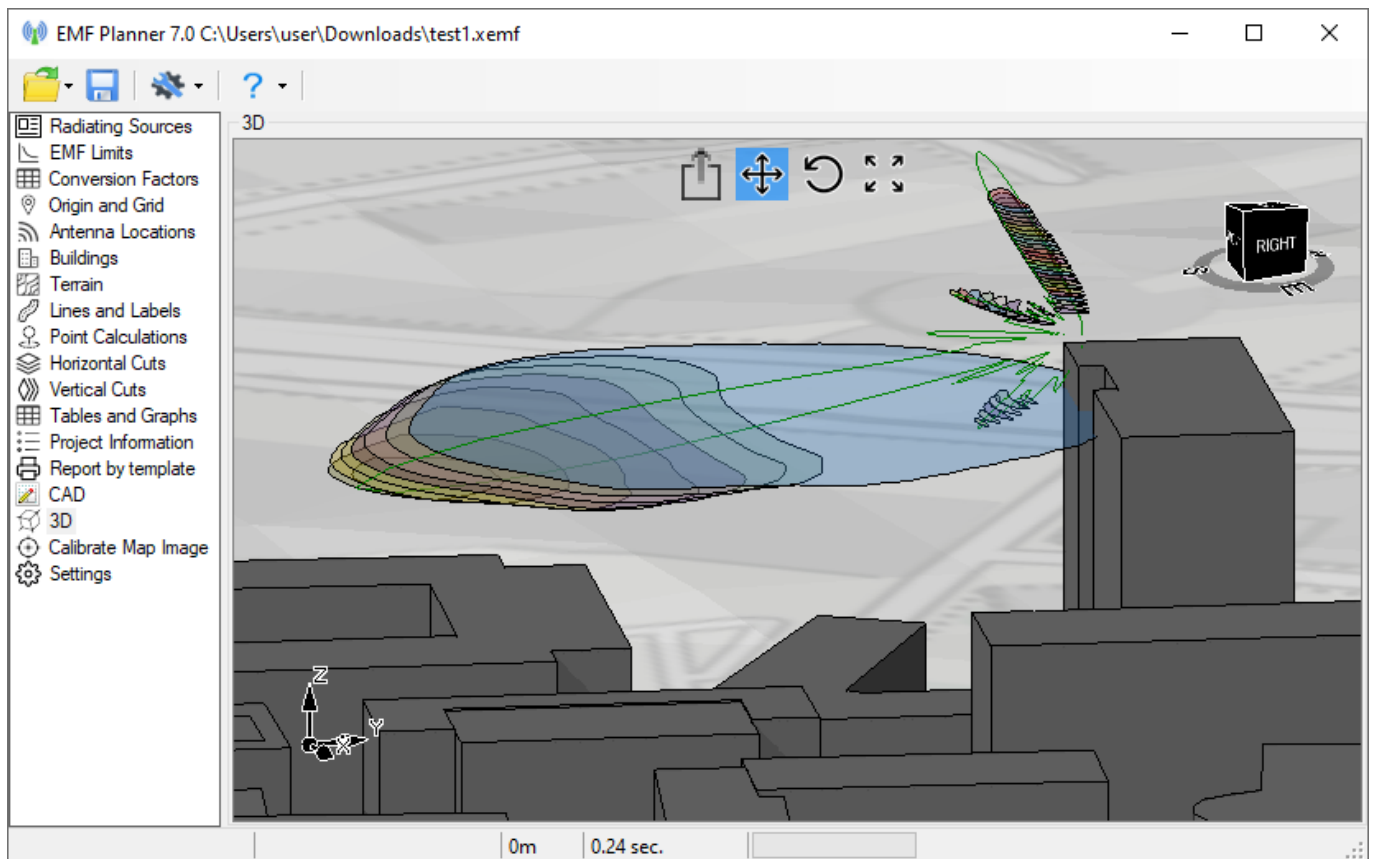 EMF Planner 7.0 C:\Users\user\Downloads\test1.xemf
?
3D
Radiating Sources
EMF Limits
Conversion Factors
Origin and Grid
Antenna Locations
Buildings
Terrain
Lines and Labels
Point Calculations
Horizontal Cuts
Vertical Cuts
Tables and Graphs
Project Information
Report by template
CAD
3D
Calibrate Map Image
Settings
RIGHT
S
E
Z
Y
X
0m
0.24 sec.